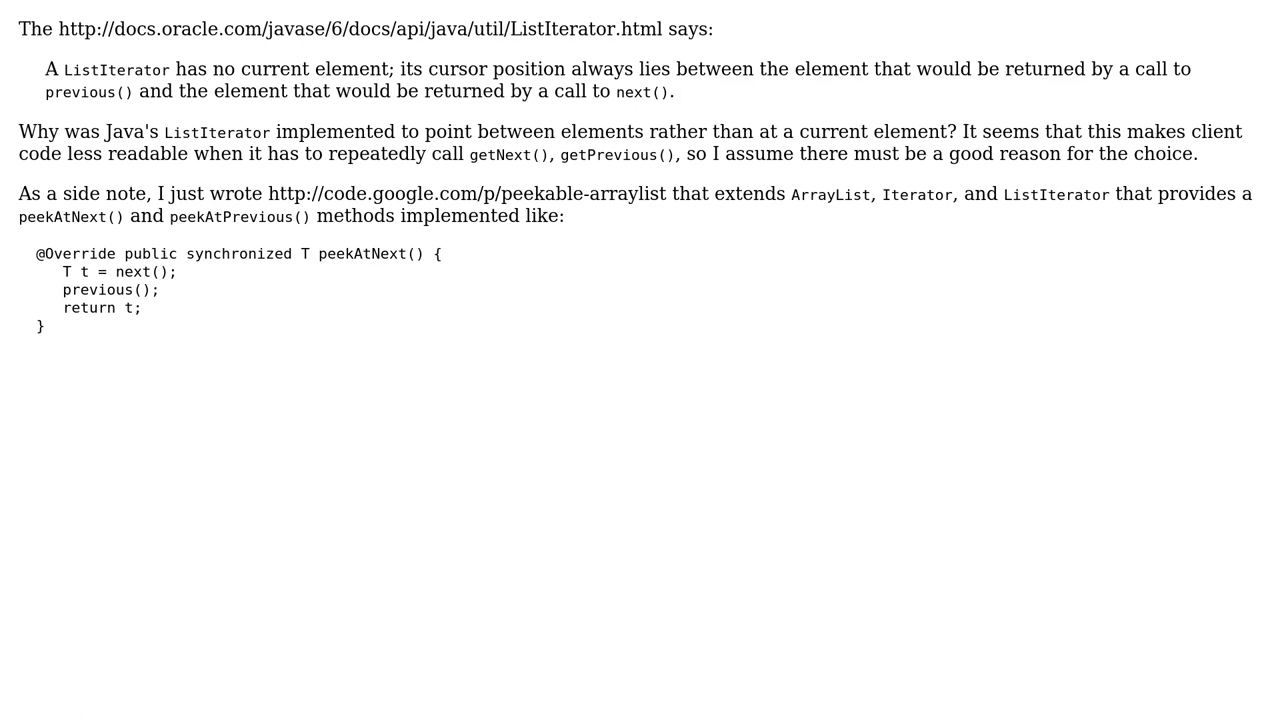 The http://docs.oracle.com/javase/6/docs/api/java/util/ListIterator.html says:
A ListIterator has no current element; its cursor position always lies between the element that would be returned by a call to
previous() and the element that would be returned by a call to next().
Why was Java's ListIterator implemented to point between elements rather than at a current element? It seems that this makes client
code less readable when it has to repeatedly call getNext(), getPrevious(), so I assume there must be a good reason for the choice.
As a side note, I just wrote http://code.google.com/p/peekable-arraylist that extends ArrayList, Iterator, and ListIterator that provides a
peekAtNext() and peekAtPrevious() methods implemented like:
@Override public synchronized T peekAtNext() {
T t = next();
previous();
return t;
}